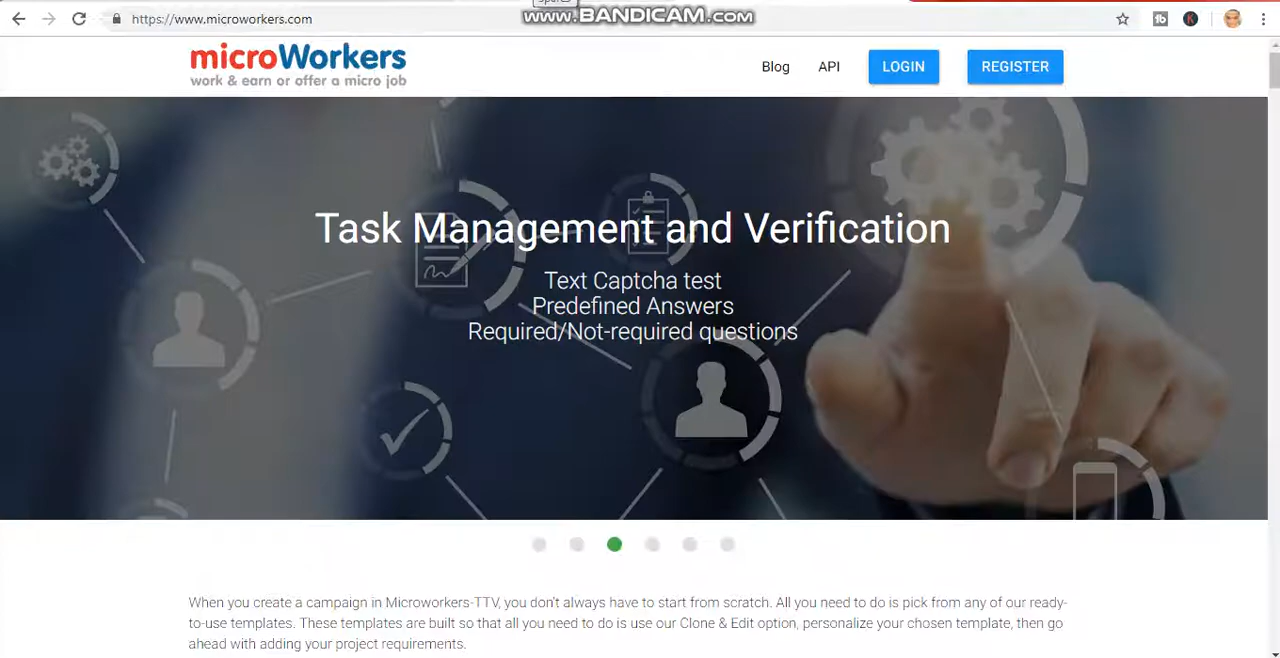 www.BANDICAM.com
https://www.microworkers.com
microWorkers
work & earn or offer a micro job
Blog
API
LOGIN
REGISTER
Task Management and Verification
Text Captcha test
Predefined Answers
Required/Not-required questions
When you create a campaign in Microworkers-TTV, you don't always have to start from scratch. All you need to do is pick from any of our ready-
to-use templates. These templates are built so that all you need to do is use our Clone & Edit option, personalize your chosen template, then go
ahead with adding your project requirements.